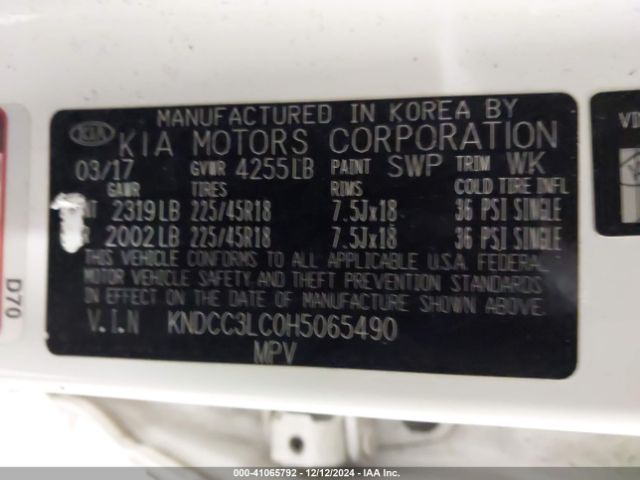 MANUFACTURED IN KOREA BY
KIA KIA MOTORS CORPORATION
03/17 GVWR 4255LB PAINT SWP TRIM WK
GAWR TIRES RIMS COLD TIRE INFL
NT 2319LB 225/45R18 7.5Jx18 36 PSI SINGLE
R 2002LB 225/45R18 7.5Jx18 36 PSI SINGLE
THIS VEHICLE CONFORMS TO ALL APPLICABLE U.S.A. FEDERAL
MOTOR VEHICLE SAFETY AND THEFT PREVENTION STANDARDS
IN EFFECT ON THE DATE OF MANUFACTURE SHOWN ABOVE.
V.I.N KNDCC3LC0H5065490
MPV
D70
VIN
000-41065792 - 12/12/2024 - IAAI, Inc.